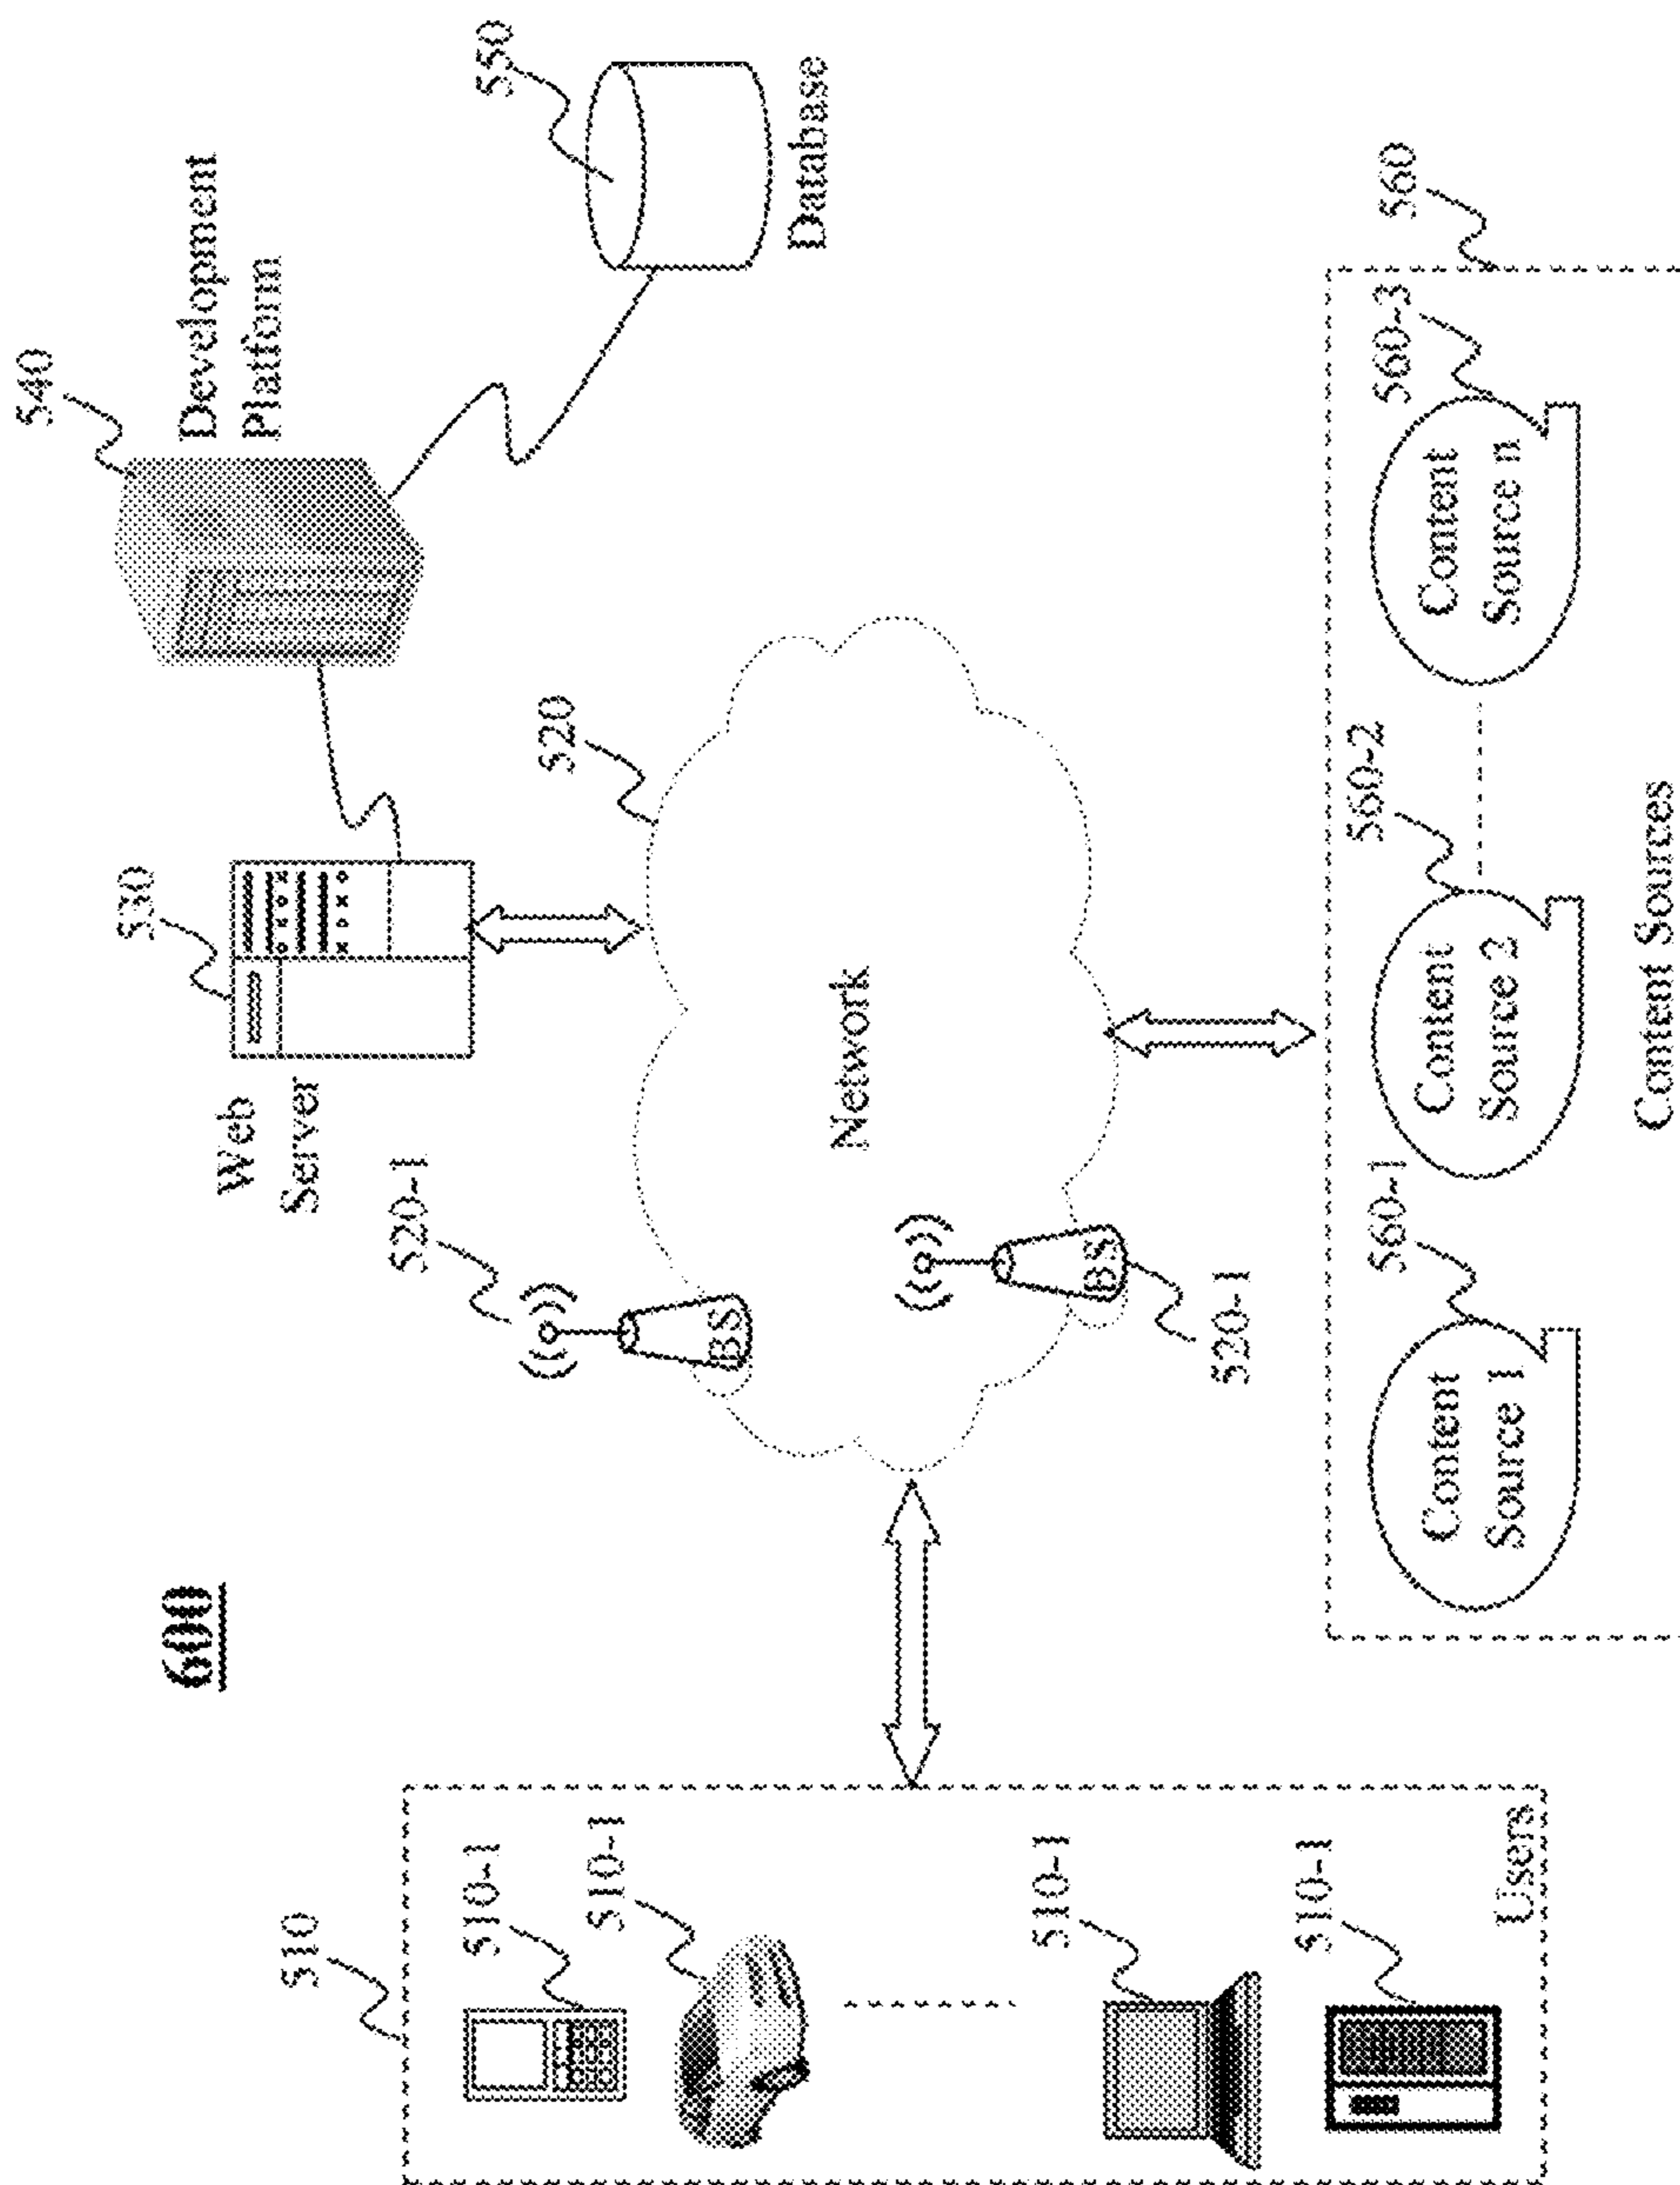 600
540
Development
Platform
530
Web
Server
550
Database
510
520-1
520
510-1
510-1
Network
BS
BS
510-1
520-1
510-1
Users
560
560-1
560-2
560-3
Content
Source 1
Content
Source 2
Content
Source n
Content Sources